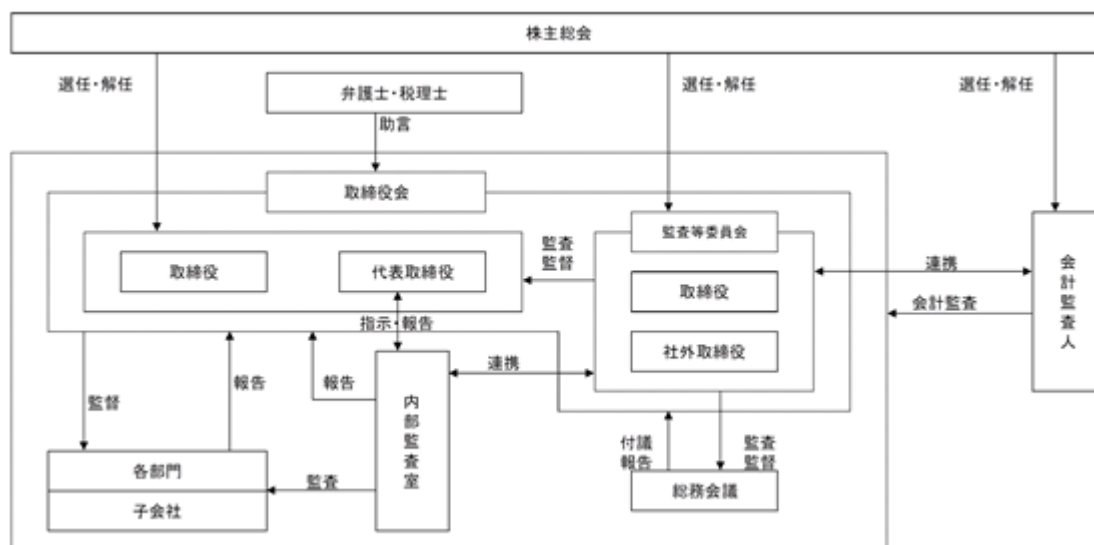 株主総会
選任・解任
選任・解任
選任・解任
弁護士・税理士
助言
取締役会
監査等委員会
取締役
代表取締役
監査
監督
取締役
社外取締役
連携
会計監査
会計監査人
指示・報告
連携
監督
報告
報告
内部監査室
付議
報告
監査
監督
各部門
子会社
監査
総務会議